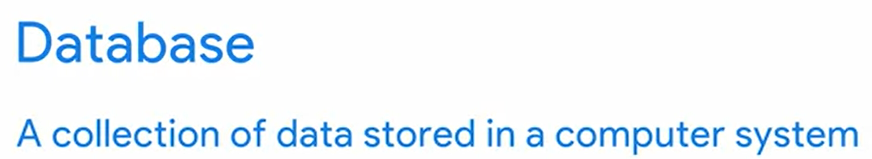 Database
A collection of data stored in a computer system